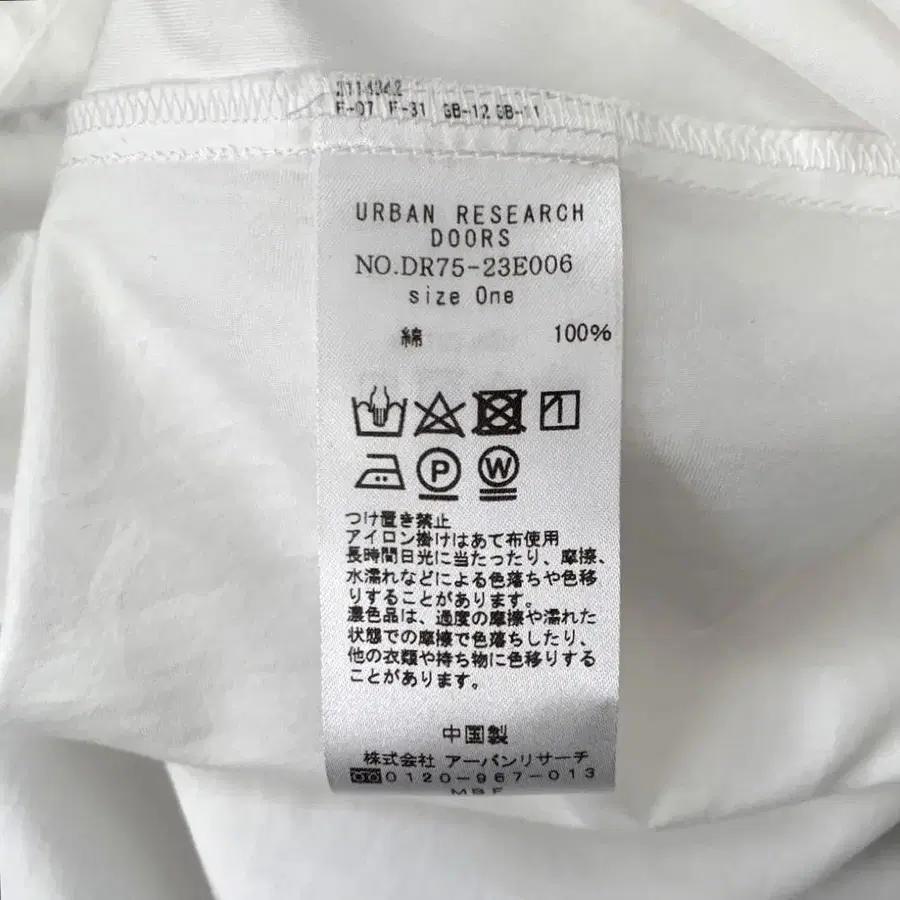 F-31 GB-12 GB-11
URBAN RESEARCH
DOORS
NO.DR75-23E006
size One
綿 100%
P W
つけ置き禁止
アイロン掛けはあて布使用
長時間日光に当たったり、摩擦、
水濡れなどによる色落ちや色移
りすることがあります。
濃色品は、過度の摩擦や濡れた
状態での摩擦で色落ちしたり、
他の衣類や持ち物に色移りする
ことがあります。
中国製
株式会社 アーバンリサーチ
0120-967-013